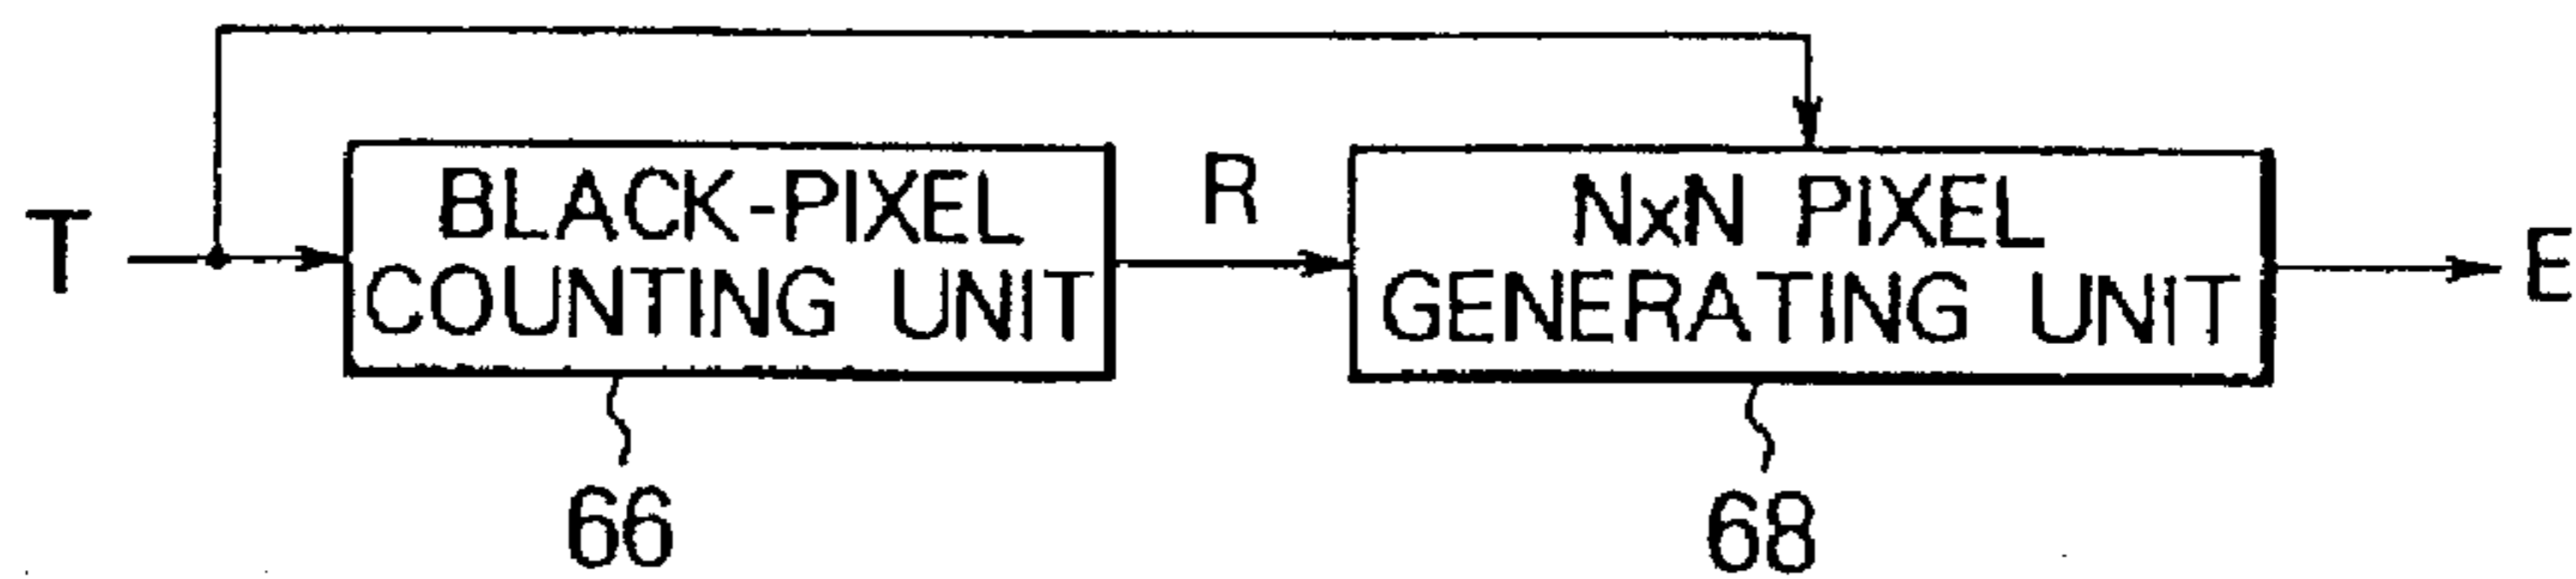 T
BLACK-PIXEL
COUNTING UNIT
R
NxN PIXEL
GENERATING UNIT
E
66
68